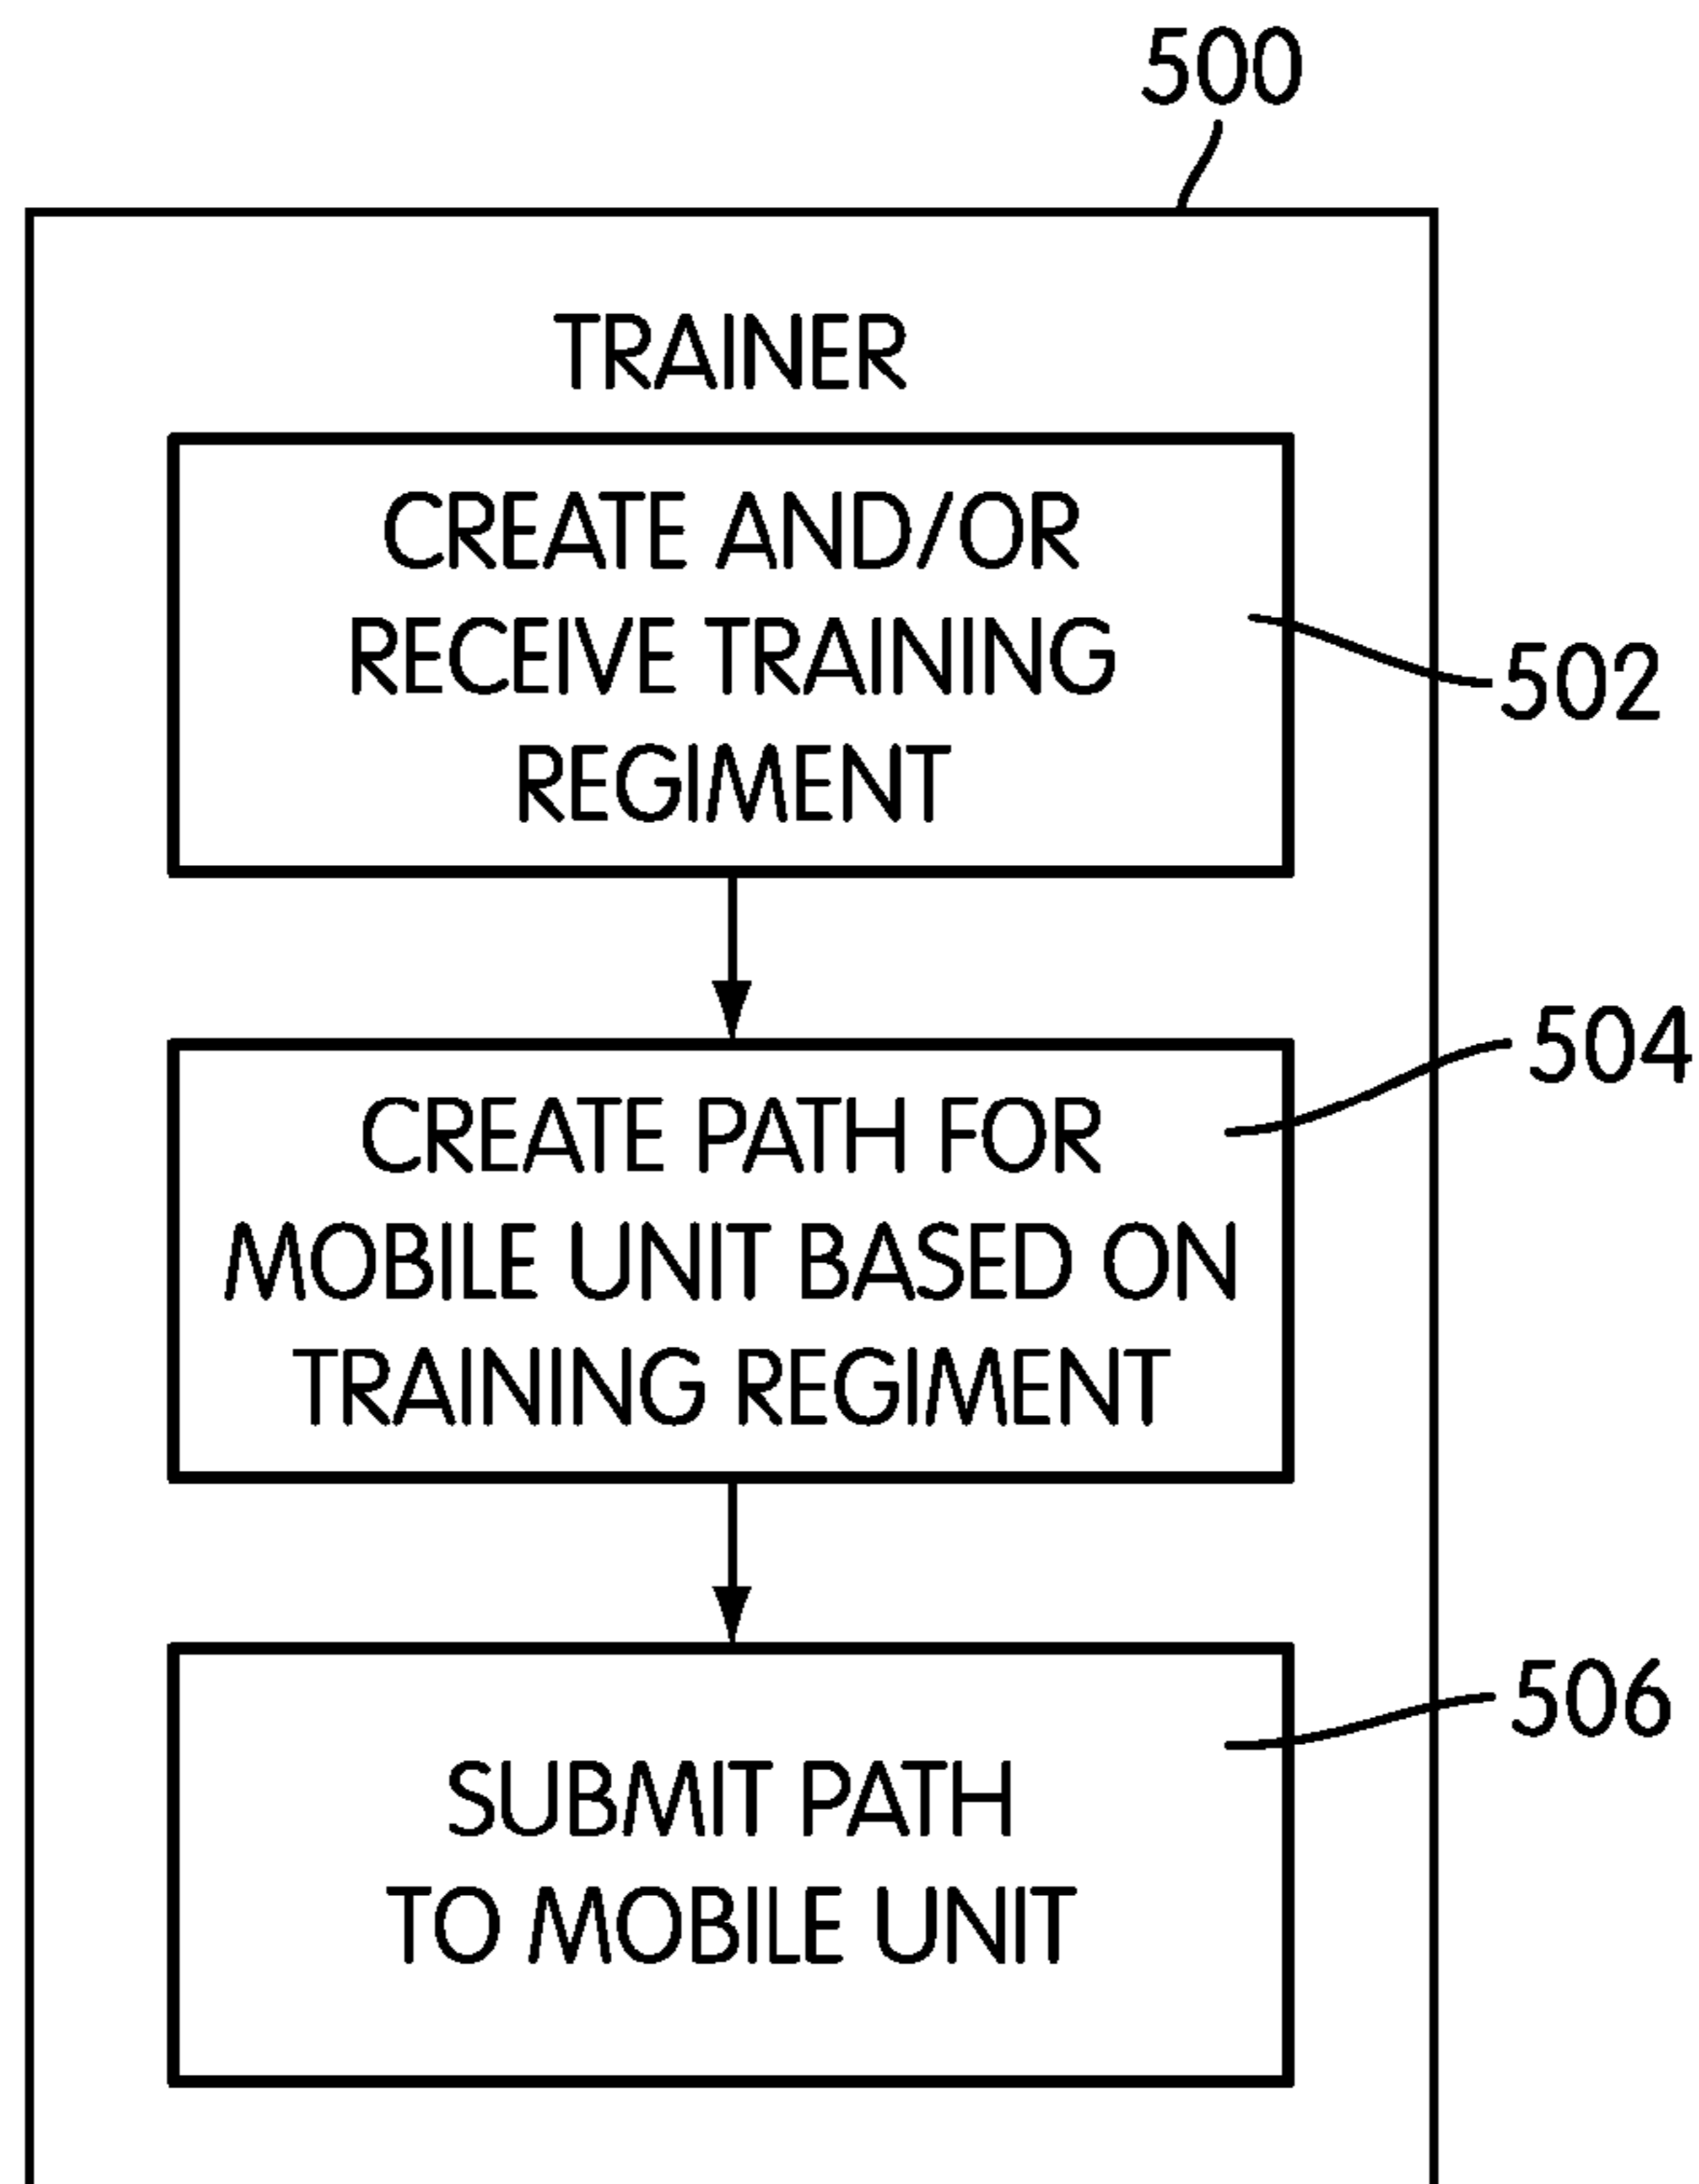 500
TRAINER
CREATE AND/OR
RECEIVE TRAINING
REGIMENT
502
504
CREATE PATH FOR
MOBILE UNIT BASED ON
TRAINING REGIMENT
506
SUBMIT PATH
TO MOBILE UNIT